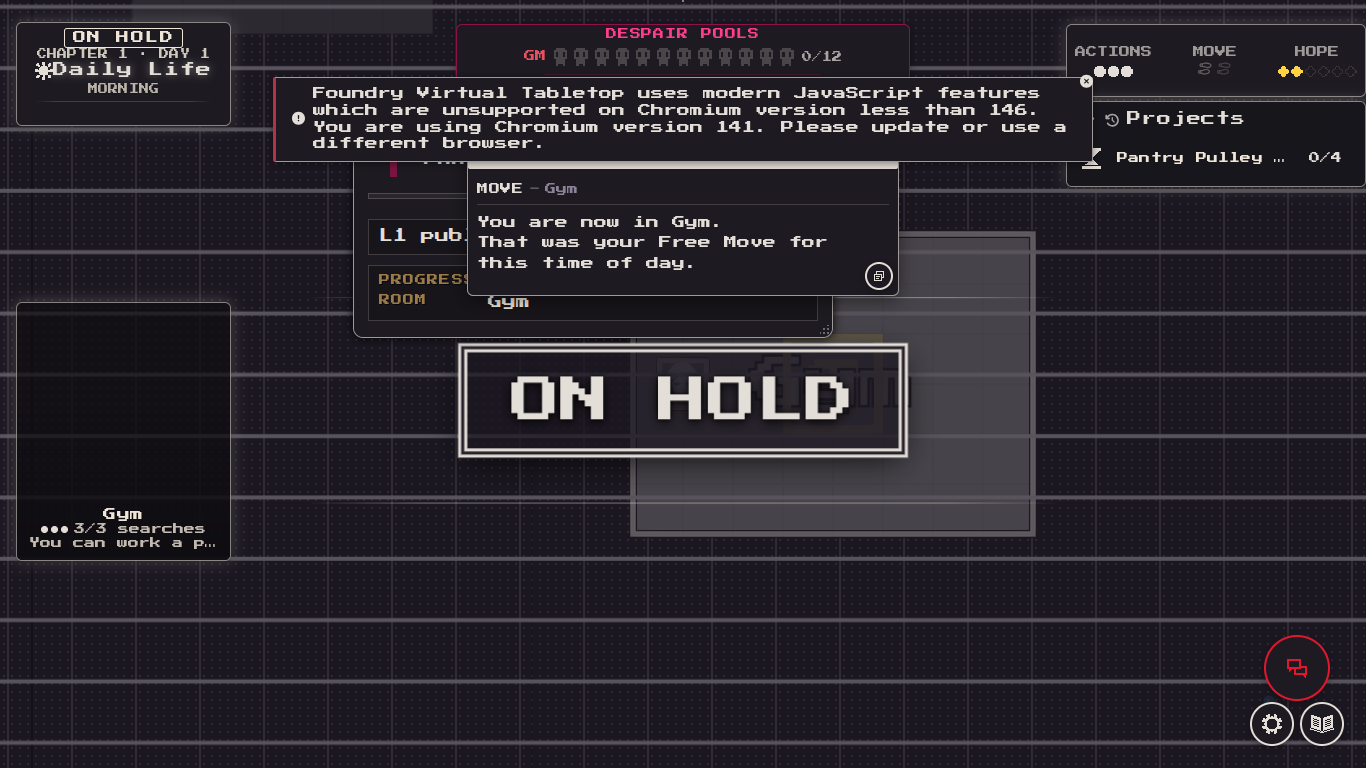 ON HOLD
CHAPTER 1 · DAY 1
Daily Life
MORNING
DESPAIR POOLS
GM 0/12
ACTIONS MOVE HOPE
Foundry Virtual Tabletop uses modern JavaScript features
which are unsupported on Chromium version less than 146.
You are using Chromium version 141. Please update or use a
different browser.
Projects
Pantry Pulley … 0/4
MOVE – Gym
You are now in Gym.
That was your Free Move for
this time of day.
L1 pub
PROGRESS
ROOM Gym
ON HOLD
Gym
3/3 searches
You can work a p…